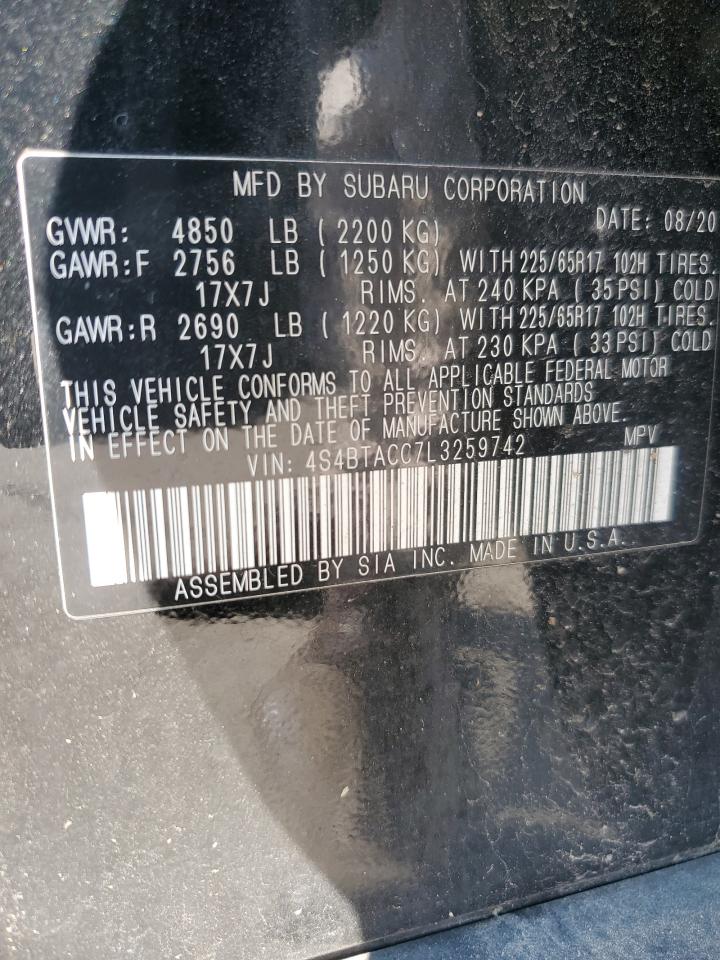 MFD BY SUBARU CORPORATION
DATE: 08/20
GVWR: 4850 LB ( 2200 KG)
GAWR:F 2756 LB ( 1250 KG) WITH 225/65R17 102H TIRES.
17X7J RIMS. AT 240 KPA ( 35 PSI) COLD
GAWR:R 2690 LB ( 1220 KG) WITH 225/65R17 102H TIRES.
17X7J RIMS. AT 230 KPA ( 33 PSI) COLD
THIS VEHICLE CONFORMS TO ALL APPLICABLE FEDERAL MOTOR
VEHICLE SAFETY AND THEFT PREVENTION STANDARDS
IN EFFECT ON THE DATE OF MANUFACTURE SHOWN ABOVE.
VIN: 4S4BTACC7L3259742 MPV
ASSEMBLED BY SIA INC. MADE IN U.S.A.